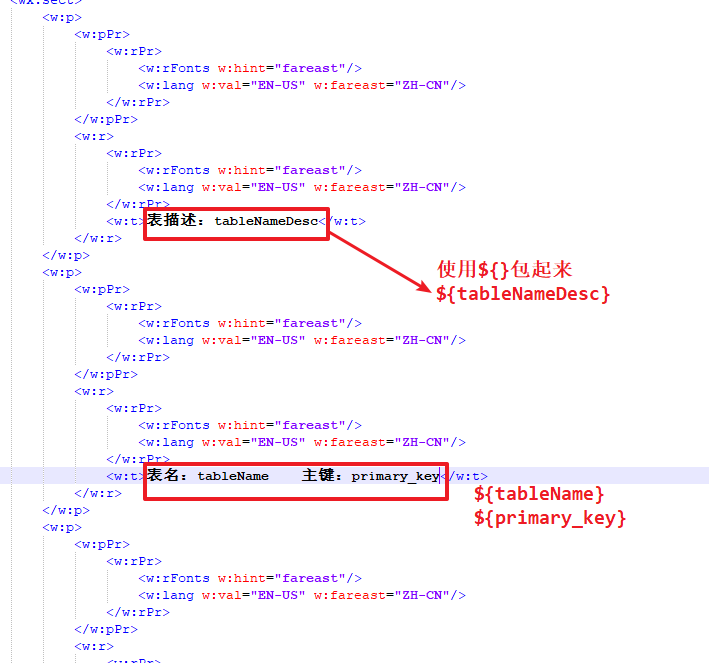 <wx:sect>
<w:p>
<w:pPr>
<w:rPr>
<w:rFonts w:hint="fareast"/>
<w:lang w:val="EN-US" w:fareast="ZH-CN"/>
</w:rPr>
</w:pPr>
<w:r>
<w:rPr>
<w:rFonts w:hint="fareast"/>
<w:lang w:val="EN-US" w:fareast="ZH-CN"/>
</w:rPr>
<w:t>表描述：tableNameDesc</w:t>
</w:r>
</w:p>
使用${}包起来
${tableNameDesc}
<w:p>
<w:pPr>
<w:rPr>
<w:rFonts w:hint="fareast"/>
<w:lang w:val="EN-US" w:fareast="ZH-CN"/>
</w:rPr>
</w:pPr>
<w:r>
<w:rPr>
<w:rFonts w:hint="fareast"/>
<w:lang w:val="EN-US" w:fareast="ZH-CN"/>
</w:rPr>
<w:t>表名：tableName    主键：primary_key</w:t>
</w:r>
${tableName}
${primary_key}
</w:p>
<w:p>
<w:pPr>
<w:rPr>
<w:rFonts w:hint="fareast"/>
<w:lang w:val="EN-US" w:fareast="ZH-CN"/>
</w:rPr>
</w:pPr>
<w:r>
<w:rPr>